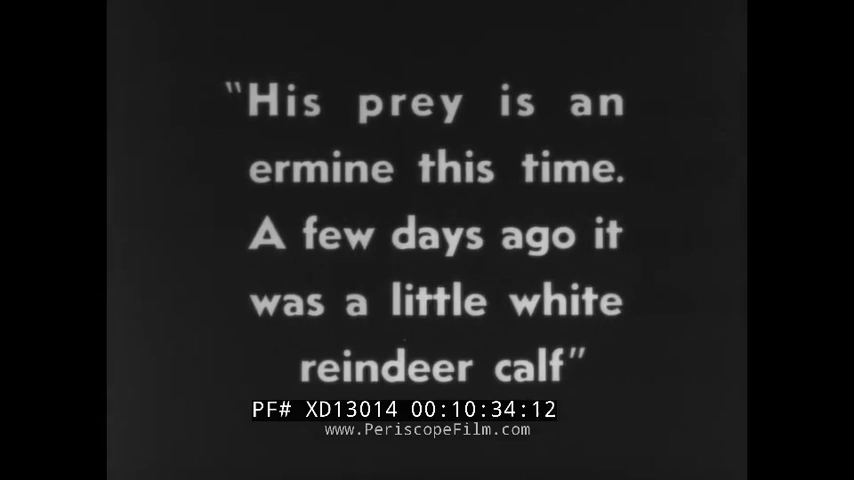 "His prey is an
ermine this time.
A few days ago it
was a little white
reindeer calf"
PF# XD13014 00:10:34:12
www.PeriscopeFilm.com